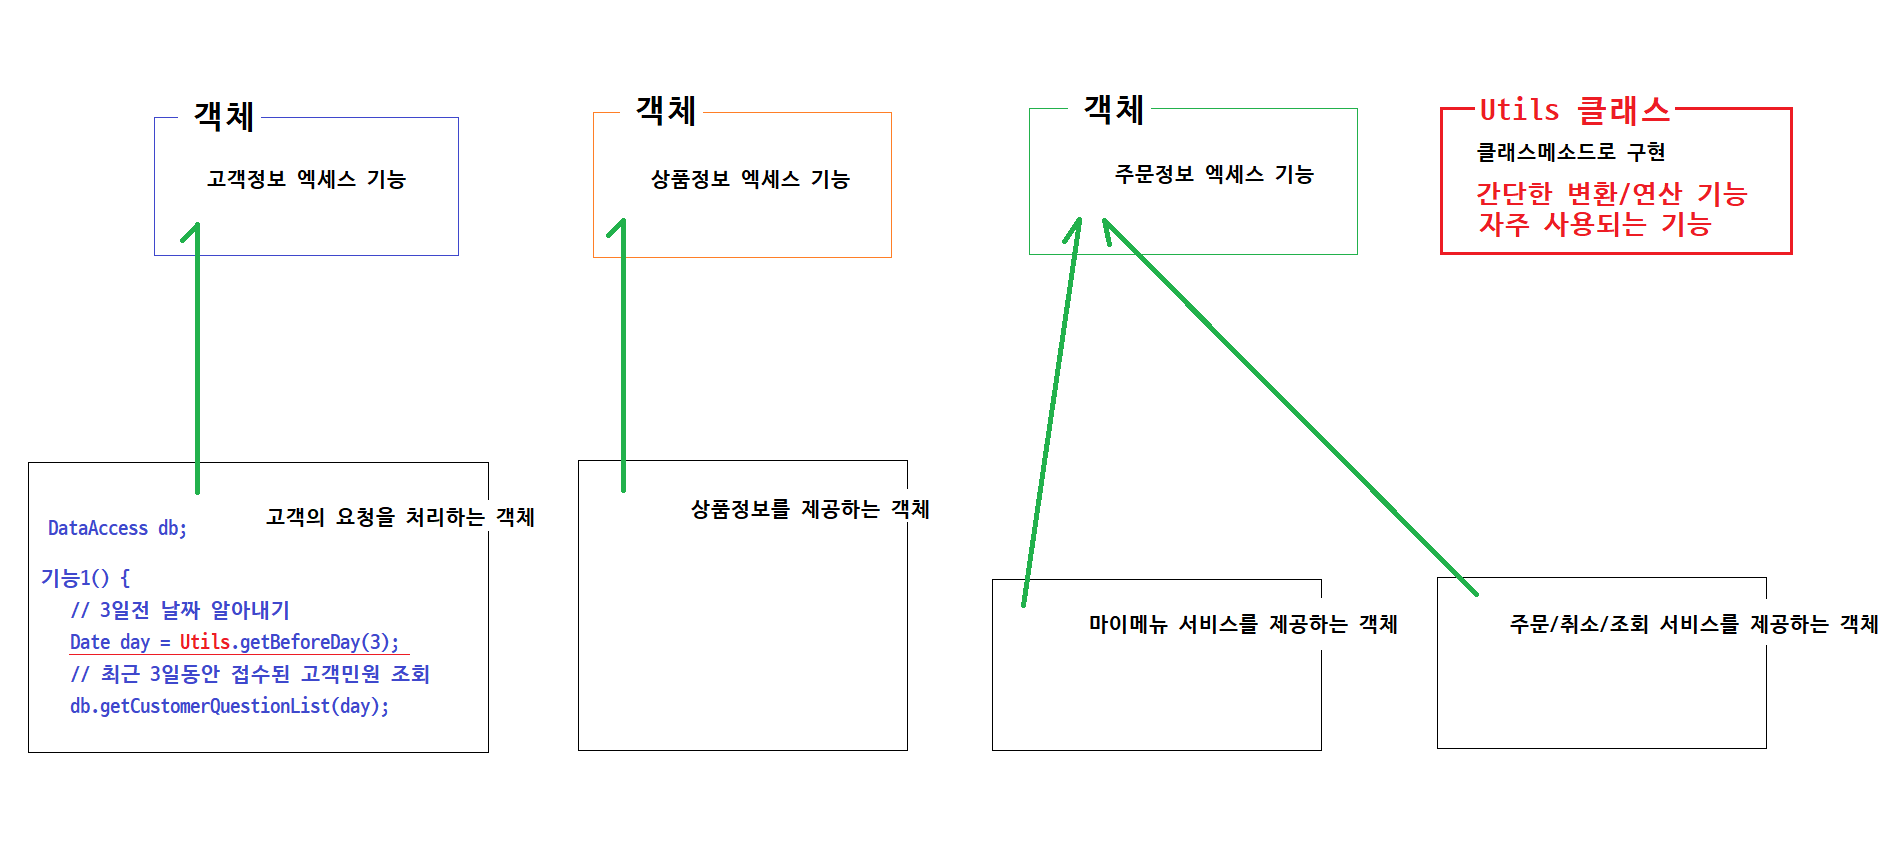 객체
고객정보 엑세스 기능
객체
상품정보 엑세스 기능
객체
주문정보 엑세스 기능
Utils 클래스
클래스메소드로 구현
간단한 변환/연산 기능
자주 사용되는 기능
고객의 요청을 처리하는 객체
DataAccess db;
기능1() {
// 3일전 날짜 알아내기
Date day = Utils.getBeforeDay(3);
// 최근 3일동안 접수된 고객민원 조회
db.getCustomerQuestionList(day);
상품정보를 제공하는 객체
마이메뉴 서비스를 제공하는 객체
주문/취소/조회 서비스를 제공하는 객체